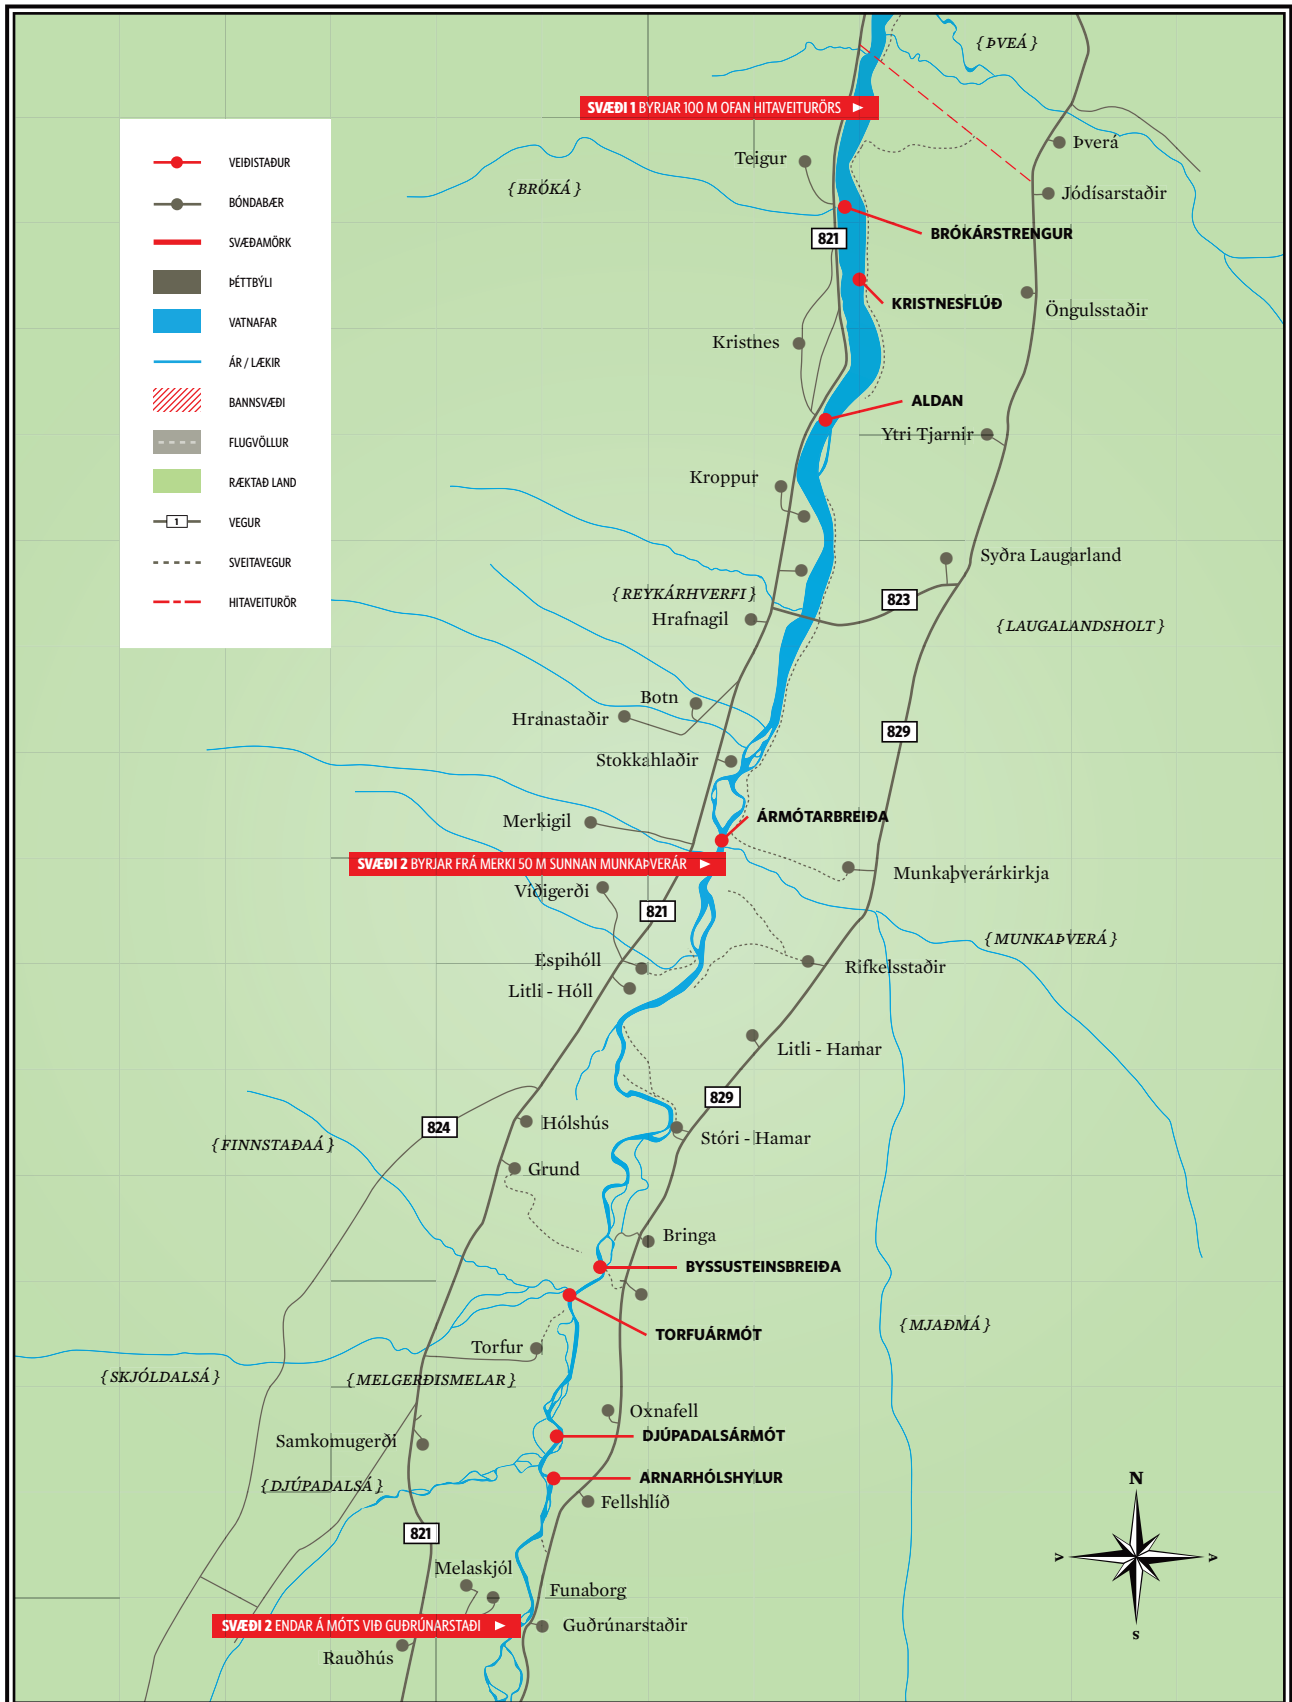 {ÞVEÁ}
SVÆÐI 1 BYRJAR 100 M OFAN HITAVEITURÖRS
Þverá
Teigur
{BRÓKÁ}
Jódísarstaðir
BRÓKÁRSTRENGUR
821
KRISTNESFLÚÐ
Öngulsstaðir
Kristnes
ALDAN
Ytri Tjarnir
Kroppur
Syðra Laugarland
{REYKÁRHVERFI}
823
Hrafnagil
{LAUGALANDSHOLT}
Botn
Hranastaðir
829
Stokkahlaðir
ÁRMÓTARBREIÐA
Merkigil
SVÆÐI 2 BYRJAR FRÁ MERKI 50 M SUNNAN MUNKAÞVERÁR
Munkaþverárkirkja
Víðigerði
821
{MUNKAÞVERÁ}
Espihóll
Rifkelsstaðir
Litli - Hóll
Litli - Hamar
829
824
Hólshús
Stóri - Hamar
{FINNSTAÐAÁ}
Grund
Bringa
BYSSUSTEINSBREIÐA
{MJAÐMÁ}
TORFUÁRMÓT
Torfur
{SKJÓLDALSÁ}
{MELGERÐISMELAR}
Oxnafell
DJÚPADALSÁRMÓT
Samkomugerði
ARNARHÓLSHYLUR
{DJÚPADALSÁ}
Fellshlíð
821
Melaskjól
Funaborg
SVÆÐI 2 ENDAR Á MÓTS VIÐ GUÐRÚNARSTAÐI
Guðrúnarstaðir
Rauðhús
VEIÐISTAÐUR
BÓNDABÆR
SVÆÐAMÖRK
ÞÉTTBÝLI
VATNAFAR
ÁR / LÆKIR
BANNSVÆÐI
FLUGVÖLLUR
RÆKTAÐ LAND
1 VEGUR
SVEITAVEGUR
HITAVEITURÖR
N
V
V
S